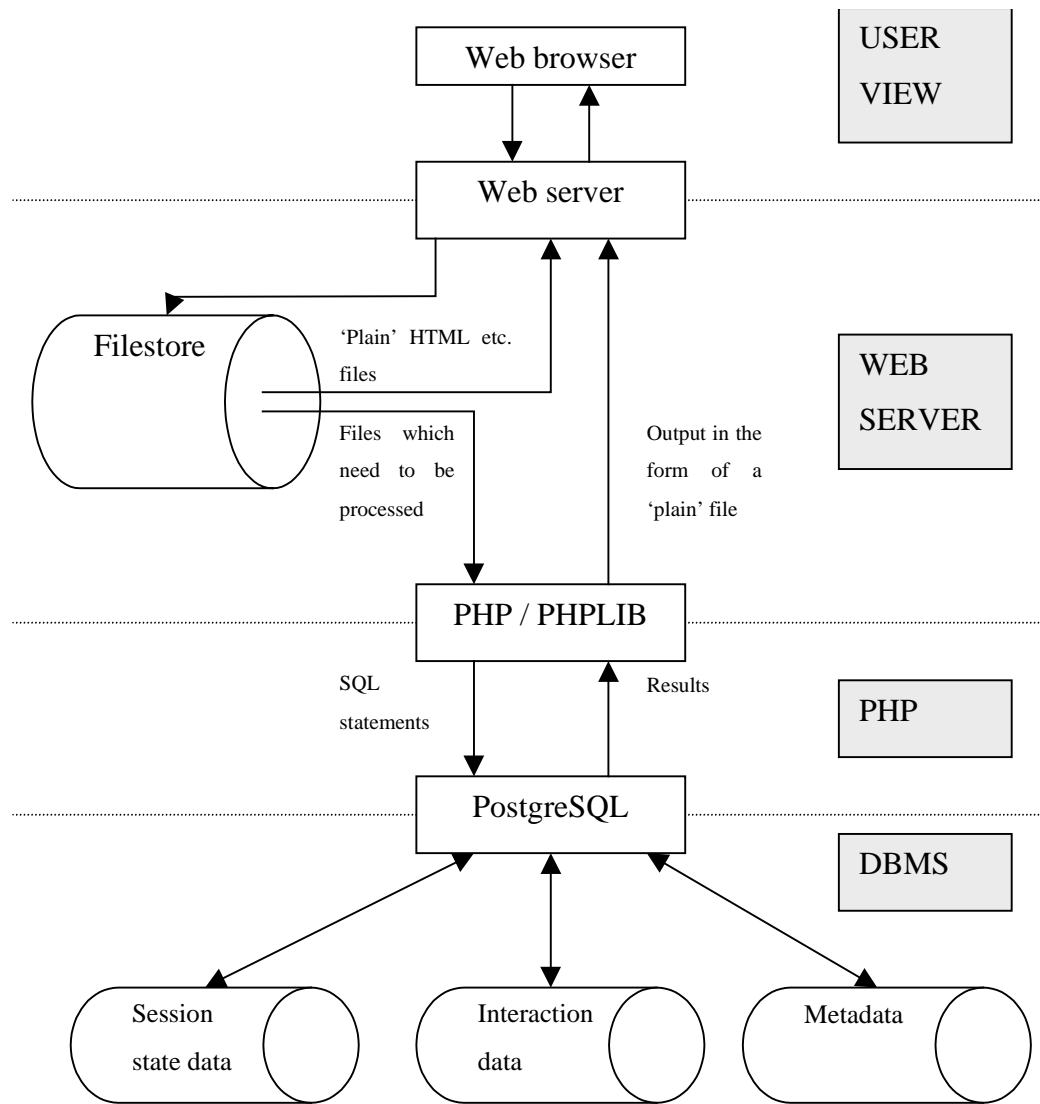 Web browser
USER
VIEW
Web server
Filestore
‘Plain’ HTML etc.
files
WEB
SERVER
Files which
need to be
processed
Output in the
form of a
‘plain’ file
PHP / PHPLIB
SQL
statements
Results
PHP
PostgreSQL
DBMS
Session
state data
Interaction
data
Metadata